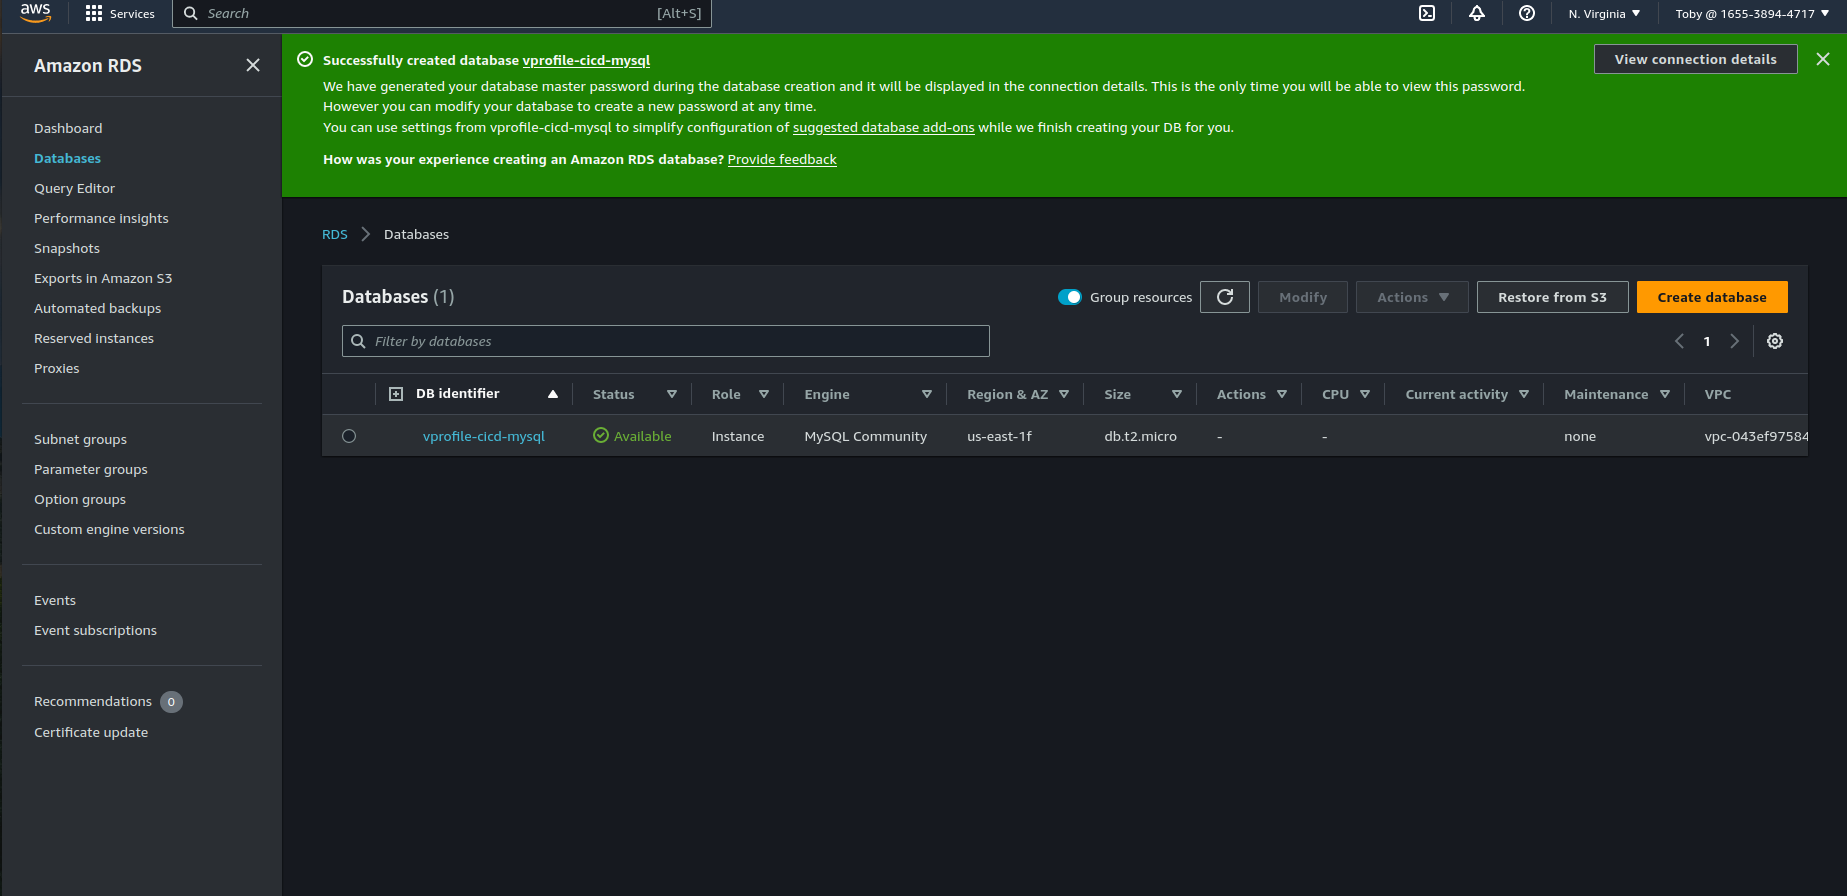 aws
Services
Search
[Alt+S]
N. Virginia
Toby @ 1655-3894-4717
Amazon RDS
Dashboard
Databases
Query Editor
Performance insights
Snapshots
Exports in Amazon S3
Automated backups
Reserved instances
Proxies
Subnet groups
Parameter groups
Option groups
Custom engine versions
Events
Event subscriptions
Recommendations 0
Certificate update
Successfully created database vprofile-cicd-mysql
View connection details
We have generated your database master password during the database creation and it will be displayed in the connection details. This is the only time you will be able to view this password.
However you can modify your database to create a new password at any time.
You can use settings from vprofile-cicd-mysql to simplify configuration of suggested database add-ons while we finish creating your DB for you.
How was your experience creating an Amazon RDS database? Provide feedback
RDS
Databases
Databases (1)
Group resources
Modify
Actions
Restore from S3
Create database
Filter by databases
1
DB identifier Status Role Engine Region & AZ Size Actions CPU Current activity Maintenance VPC
vprofile-cicd-mysql Available Instance MySQL Community us-east-1f db.t2.micro - - none vpc-043ef97584